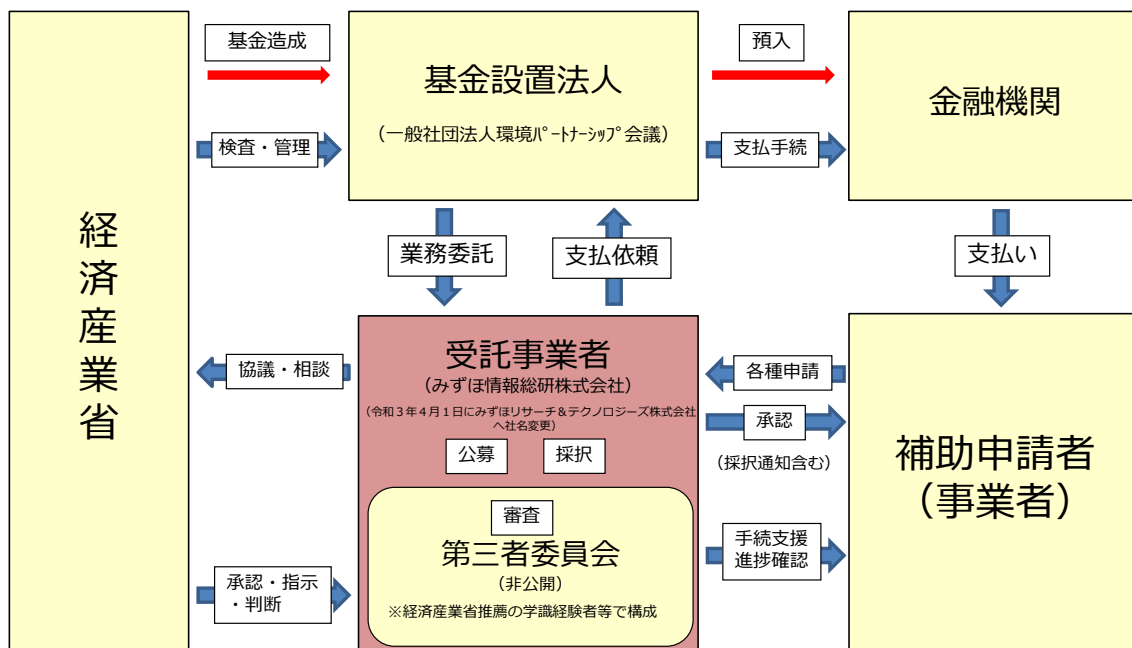 経済産業省
基金造成
検査・管理
基金設置法人
（一般社団法人環境ﾊﾟｰﾄﾅｰｼｯﾌﾟ会議）
預入
支払手続
金融機関
業務委託
支払依頼
支払い
協議・相談
承認・指示
・判断
受託事業者
（みずほ情報総研株式会社）
（令和３年４月１日にみずほリサーチ＆テクノロジーズ株式会社
へ社名変更）
公募
採択
審査
第三者委員会
（非公開）
※経済産業省推薦の学識経験者等で構成
各種申請
承認
（採択通知含む）
手続支援
進捗確認
補助申請者
（事業者）